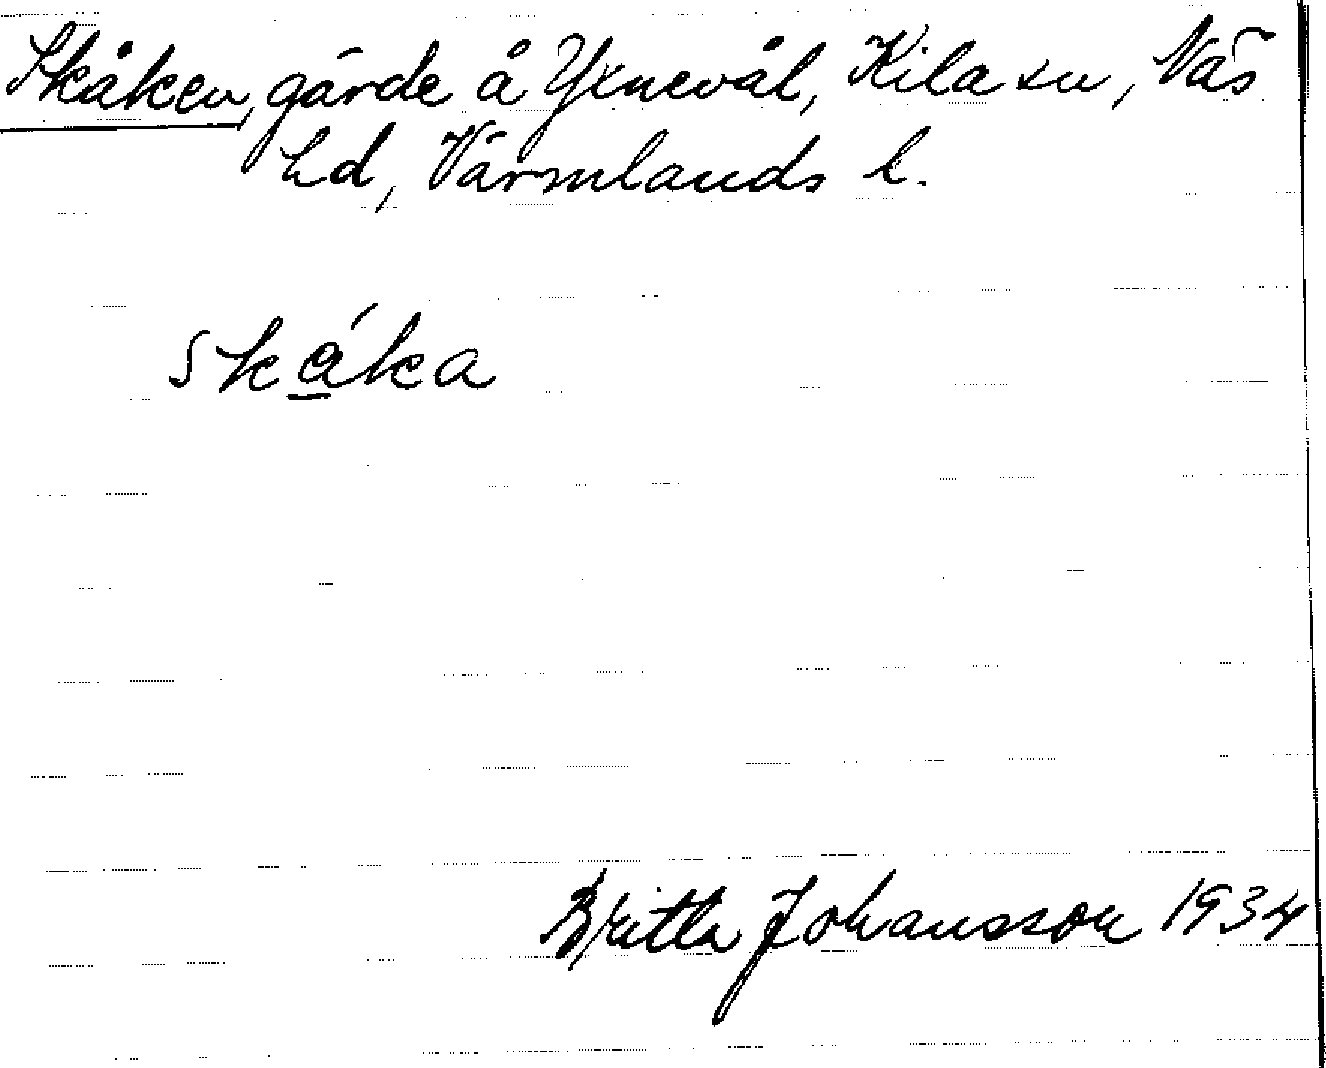 Skåken, gärde å Yxnevål, Kila sn, Näs
hd, Värmlands l.
skåka
Britta Johansson 1934